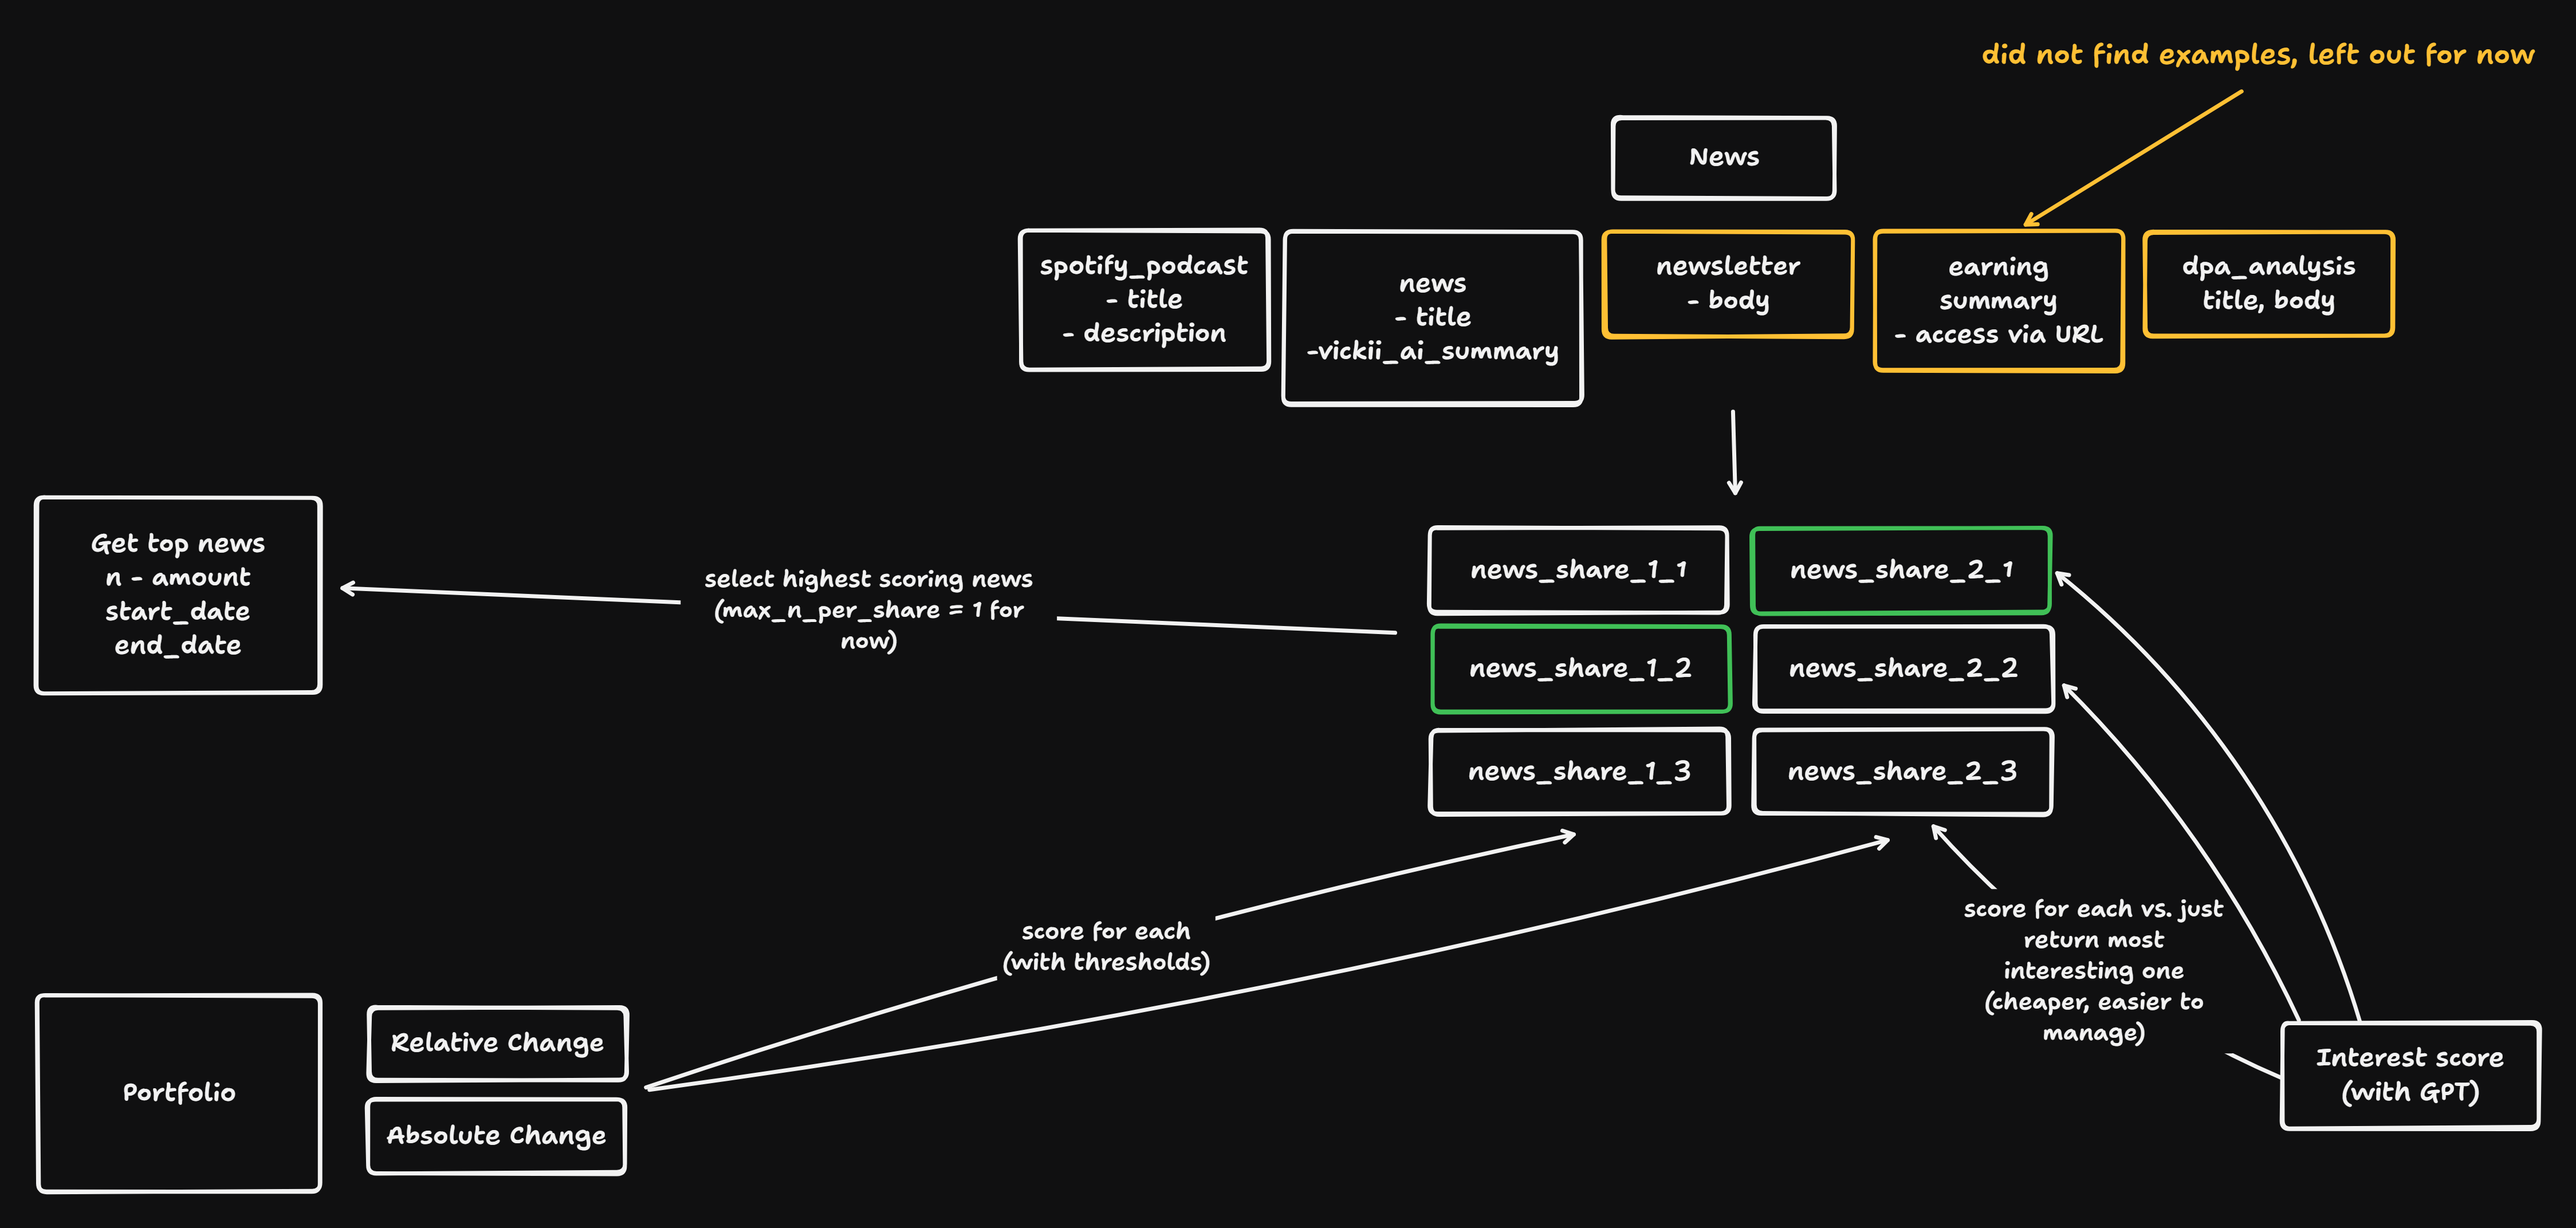 did not find examples, left out for now
News
spotify_podcast
- title
- description
news
- title
-vickii_ai_summary
newsletter
- body
earning
summary
- access via URL
dpa_analysis
title, body
Get top news
n - amount
start_date
end_date
select highest scoring news
(max_n_per_share = 1 for
now)
news_share_1_1
news_share_2_1
news_share_1_2
news_share_2_2
news_share_1_3
news_share_2_3
score for each
(with thresholds)
score for each vs. just
return most
interesting one
(cheaper, easier to
manage)
Portfolio
Relative Change
Absolute Change
Interest score
(with GPT)